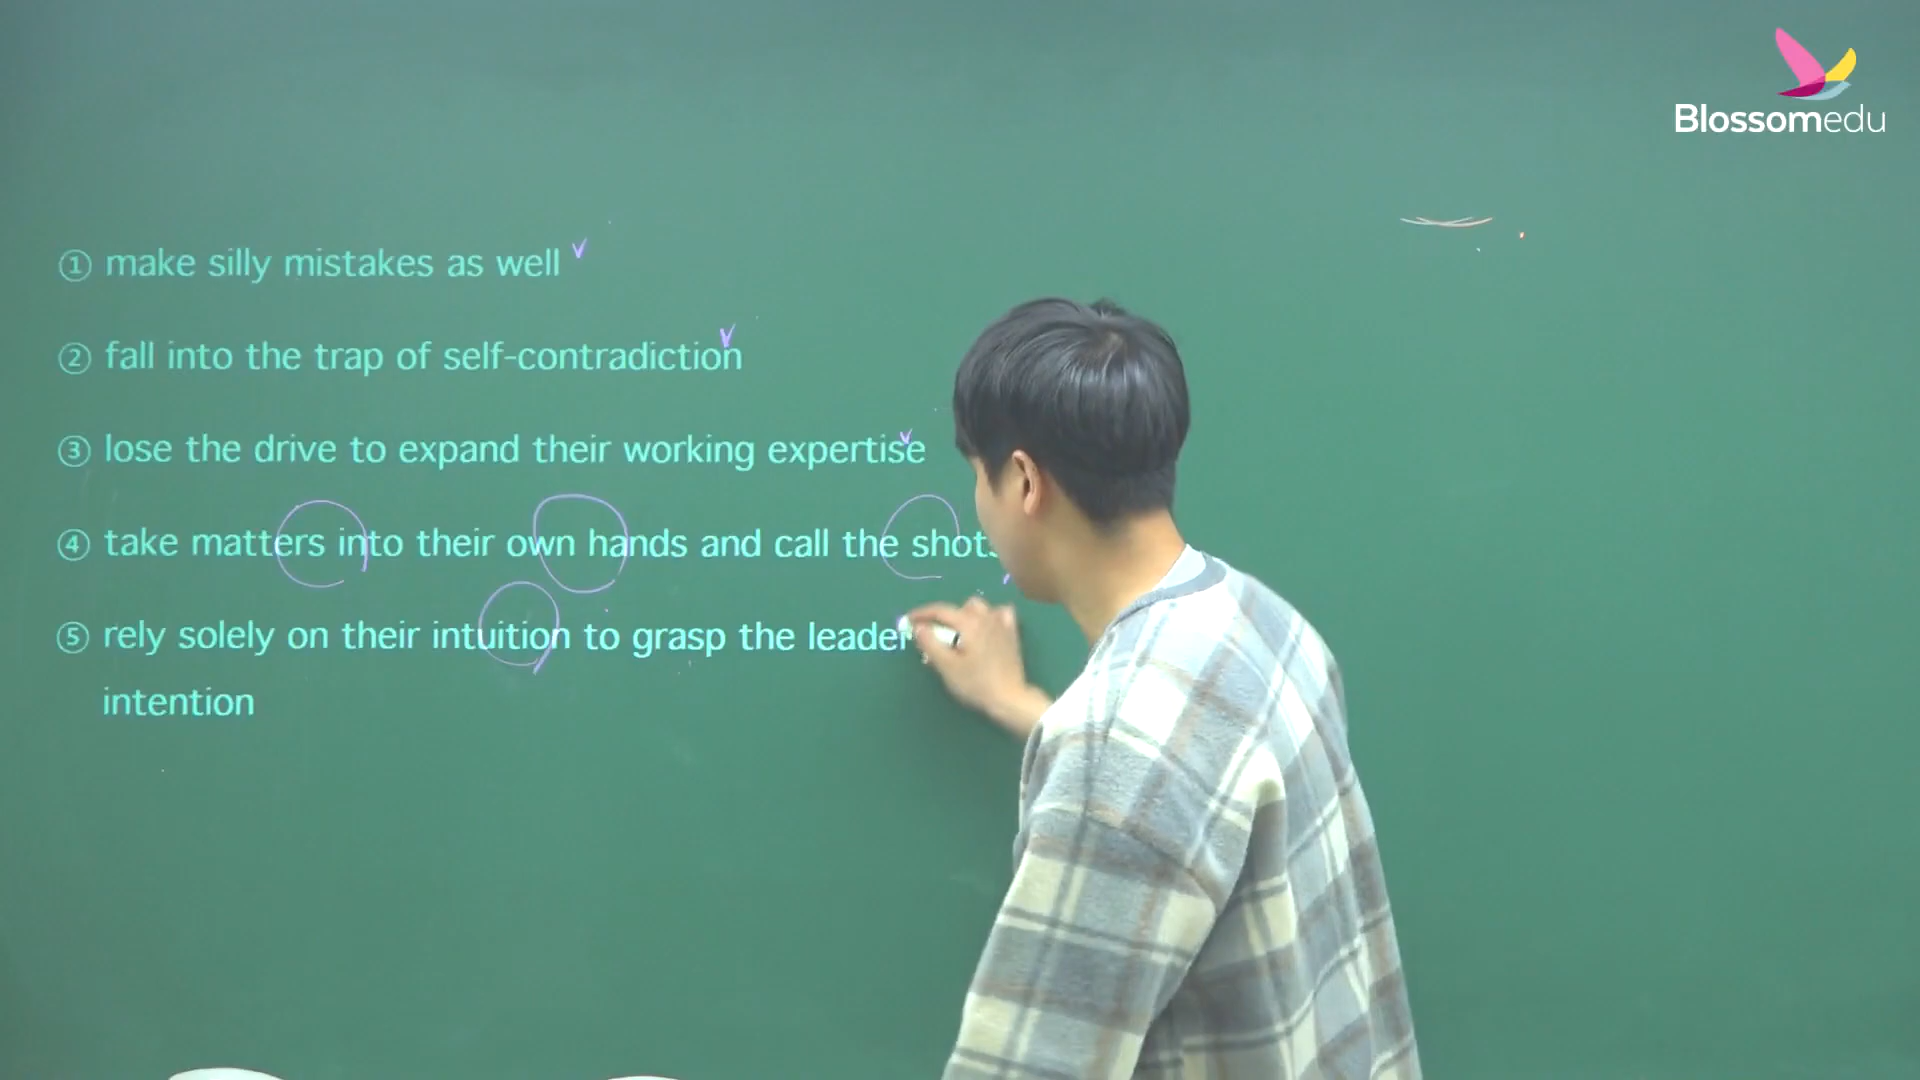 Blossomedu
① make silly mistakes as well
② fall into the trap of self-contradiction
③ lose the drive to expand their working expertise
④ take matters into their own hands and call the shots
⑤ rely solely on their intuition to grasp the leader
intention